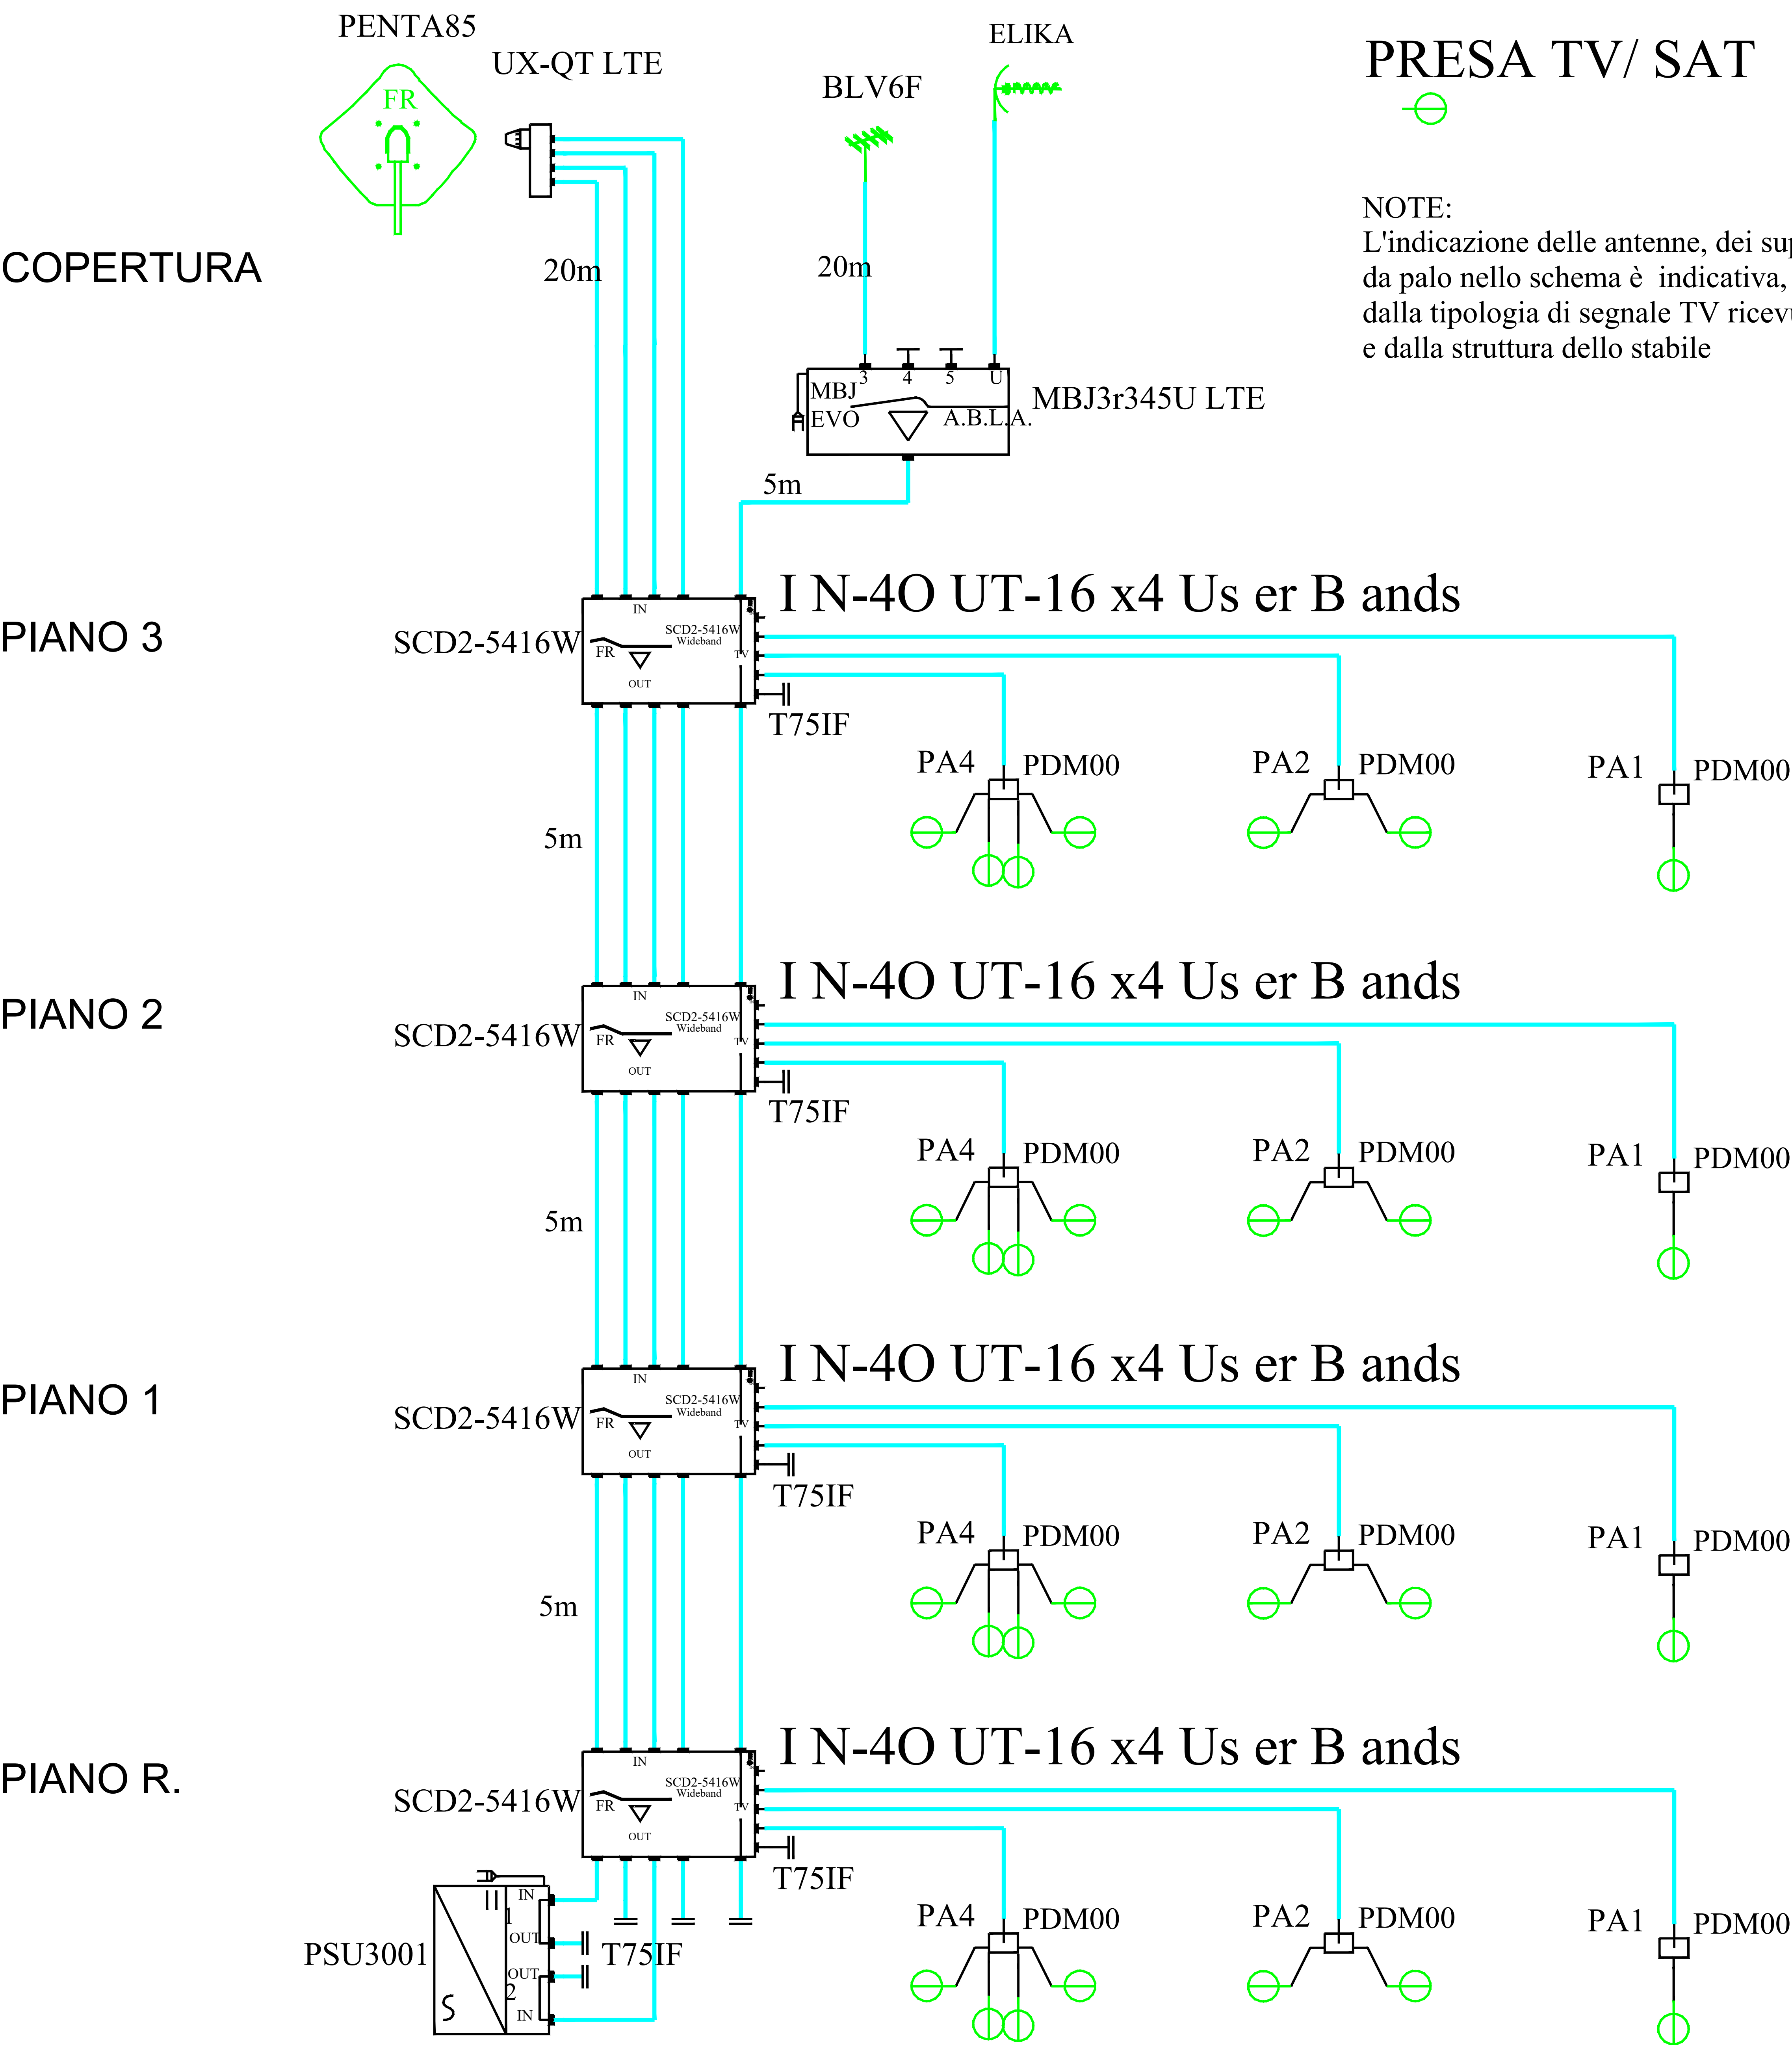 PENTA85
UX-QT LTE
ELIKA
BLV6F
FR
PRESA TV/ SAT
NOTE:
L'indicazione delle antenne, dei
da palo nello schema è indicativa,
dalla tipologia di segnale TV
e dalla struttura dello stabile
COPERTURA
20m
20m
3 4 5 U
MBJ
EVO
A.B.L.A.
MBJ3r345U LTE
5m
I N-4O UT-16 x4 Us er B ands
PIANO 3
SCD2-5416W
IN
SCD2-5416W
Wideband
FR
TV
OUT
T75IF
PA4 PDM00
PA2 PDM00
PA1 PDM00
5m
I N-4O UT-16 x4 Us er B ands
PIANO 2
SCD2-5416W
IN
SCD2-5416W
Wideband
FR
TV
OUT
T75IF
PA4 PDM00
PA2 PDM00
PA1 PDM00
5m
I N-4O UT-16 x4 Us er B ands
PIANO 1
SCD2-5416W
IN
SCD2-5416W
Wideband
FR
TV
OUT
T75IF
PA4 PDM00
PA2 PDM00
PA1 PDM00
5m
I N-4O UT-16 x4 Us er B ands
PIANO R.
SCD2-5416W
IN
SCD2-5416W
Wideband
FR
TV
OUT
T75IF
PA4 PDM00
PA2 PDM00
PA1 PDM00
PSU3001
IN
1
OUT
OUT
2
IN
T75IF